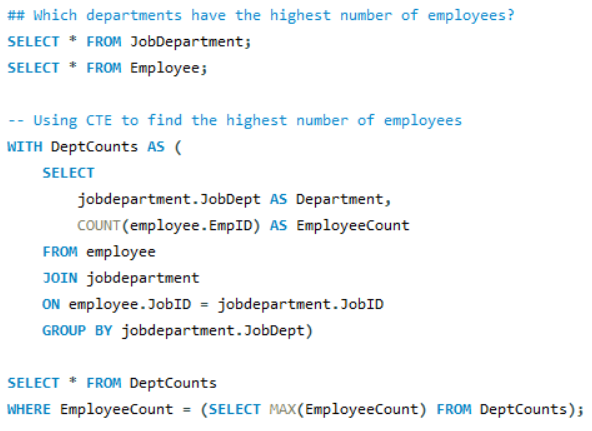 ## Which departments have the highest number of employees?
SELECT * FROM JobDepartment;
SELECT * FROM Employee;
-- Using CTE to find the highest number of employees
WITH DeptCounts AS (
SELECT
jobdepartment.JobDept AS Department,
COUNT(employee.EmpID) AS EmployeeCount
FROM employee
JOIN jobdepartment
ON employee.JobID = jobdepartment.JobID
GROUP BY jobdepartment.JobDept)
SELECT * FROM DeptCounts
WHERE EmployeeCount = (SELECT MAX(EmployeeCount) FROM DeptCounts);